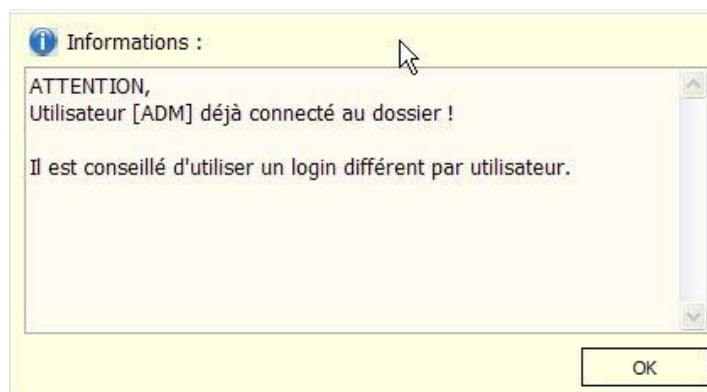 Informations :
ATTENTION,
Utilisateur [ADM] déjà connecté au dossier !
Il est conseillé d'utiliser un login différent par utilisateur.
OK